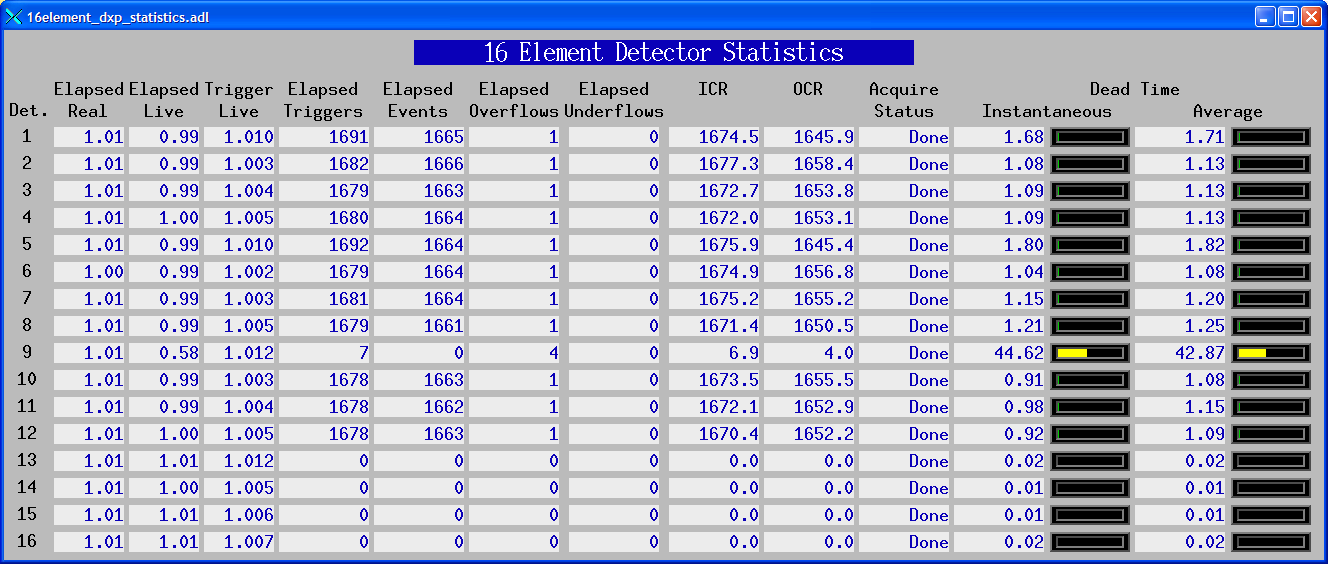 16element_dxp_statistics.adl
16 Element Detector Statistics
Elapsed Elapsed Trigger Elapsed Elapsed Elapsed Elapsed ICR OCR Acquire Dead Time
Det. Real Live Live Triggers Events Overflows Underflows Status Instantaneous Average
1 1.01 0.99 1.010 1691 1665 1 0 1674.5 1645.9 Done 1.68 1.71
2 1.01 0.99 1.003 1682 1666 1 0 1677.3 1658.4 Done 1.08 1.13
3 1.01 0.99 1.004 1679 1663 1 0 1672.7 1653.8 Done 1.09 1.13
4 1.01 1.00 1.005 1680 1664 1 0 1672.0 1653.1 Done 1.09 1.13
5 1.01 0.99 1.010 1692 1664 1 0 1675.9 1645.4 Done 1.80 1.82
6 1.00 0.99 1.002 1679 1664 1 0 1674.9 1656.8 Done 1.04 1.08
7 1.01 0.99 1.003 1681 1664 1 0 1675.2 1655.2 Done 1.15 1.20
8 1.01 0.99 1.005 1679 1661 1 0 1671.4 1650.5 Done 1.21 1.25
9 1.01 0.58 1.012 7 0 4 0 6.9 4.0 Done 44.62 42.87
10 1.01 0.99 1.003 1678 1663 1 0 1673.5 1655.5 Done 0.91 1.08
11 1.01 0.99 1.004 1678 1662 1 0 1672.1 1652.9 Done 0.98 1.15
12 1.01 1.00 1.005 1678 1663 1 0 1670.4 1652.2 Done 0.92 1.09
13 1.01 1.01 1.012 0 0 0 0 0.0 0.0 Done 0.02 0.02
14 1.01 1.00 1.005 0 0 0 0 0.0 0.0 Done 0.01 0.01
15 1.01 1.01 1.006 0 0 0 0 0.0 0.0 Done 0.01 0.01
16 1.01 1.01 1.007 0 0 0 0 0.0 0.0 Done 0.02 0.02